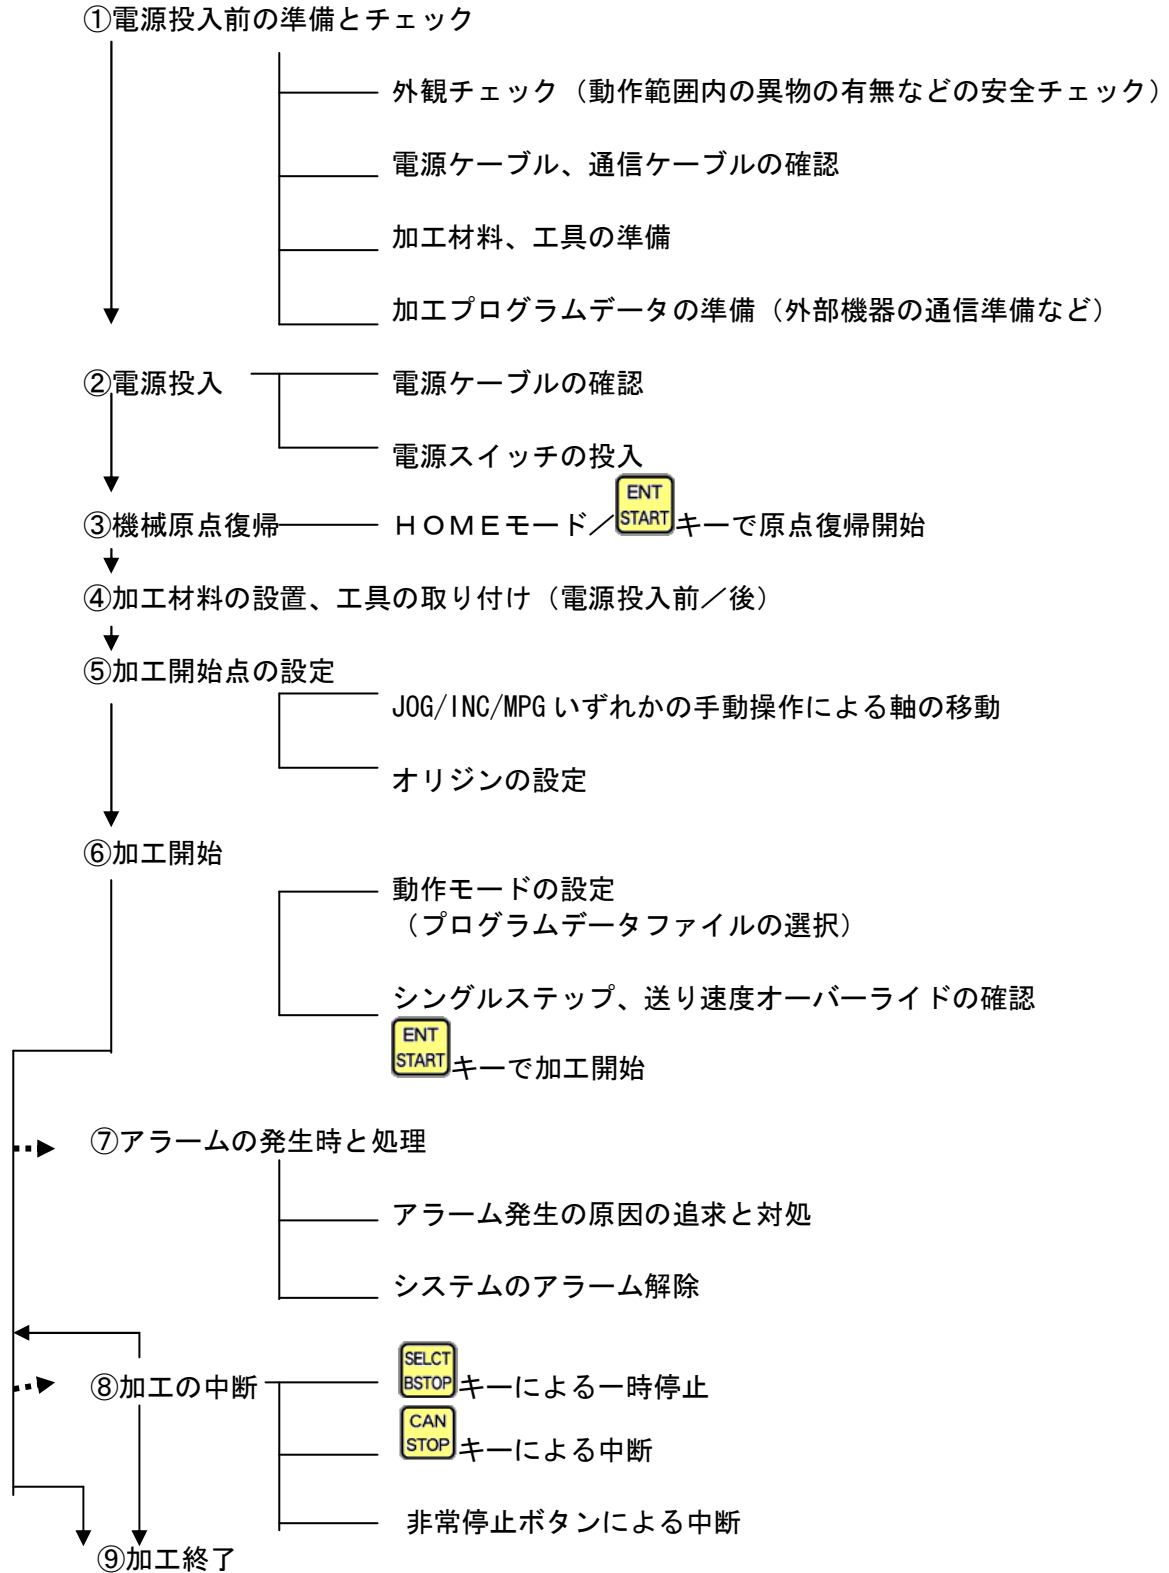 ①電源投入前の準備とチェック
外観チェック（動作範囲内の異物の有無などの安全チェック）
電源ケーブル、通信ケーブルの確認
加工材料、工具の準備
加工プログラムデータの準備（外部機器の通信準備など）
②電源投入
電源ケーブルの確認
電源スイッチの投入
③機械原点復帰
ＨＯＭＥモード／ENT START キーで原点復帰開始
④加工材料の設置、工具の取り付け（電源投入前／後）
⑤加工開始点の設定
JOG/INC/MPG いずれかの手動操作による軸の移動
オリジンの設定
⑥加工開始
動作モードの設定
（プログラムデータファイルの選択）
シングルステップ、送り速度オーバーライドの確認
ENT START キーで加工開始
⑦アラームの発生時と処理
アラーム発生の原因の追求と対処
システムのアラーム解除
⑧加工の中断
SELCT BSTOP キーによる一時停止
CAN STOP キーによる中断
非常停止ボタンによる中断
⑨加工終了